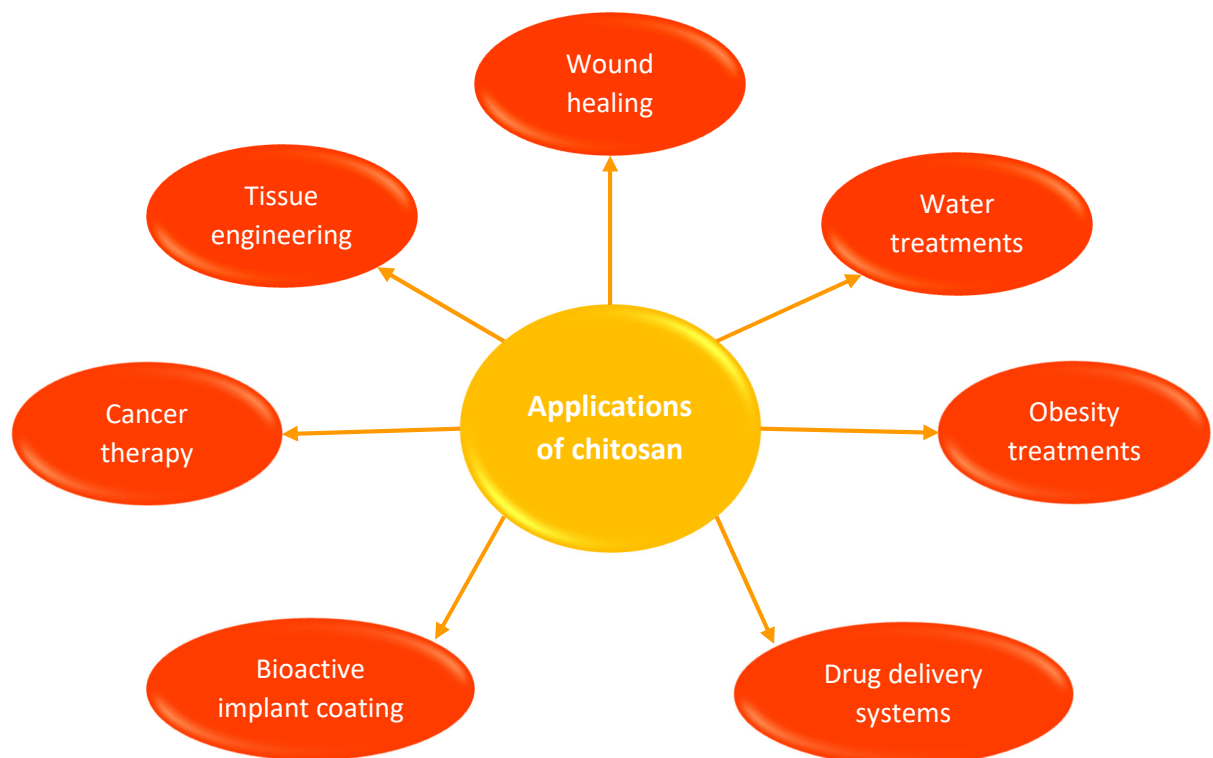 Wound
healing
Tissue
engineering
Water
treatments
Cancer
therapy
Applications
of chitosan
Obesity
treatments
Bioactive
implant coating
Drug delivery
systems